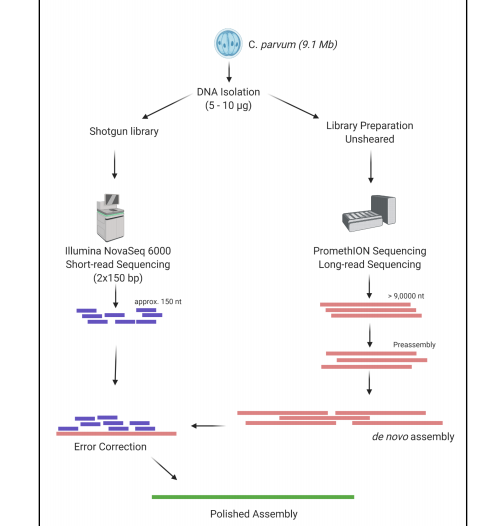 C. parvum (9.1 Mb)
DNA Isolation
(5 - 10 µg)
Shotgun library
Library Preparation
Unsheared
Illumina NovaSeq 6000
Short-read Sequencing
(2x150 bp)
PromethION Sequencing
Long-read Sequencing
approx. 150 nt
> 9,0000 nt
Preassembly
de novo assembly
Error Correction
Polished Assembly